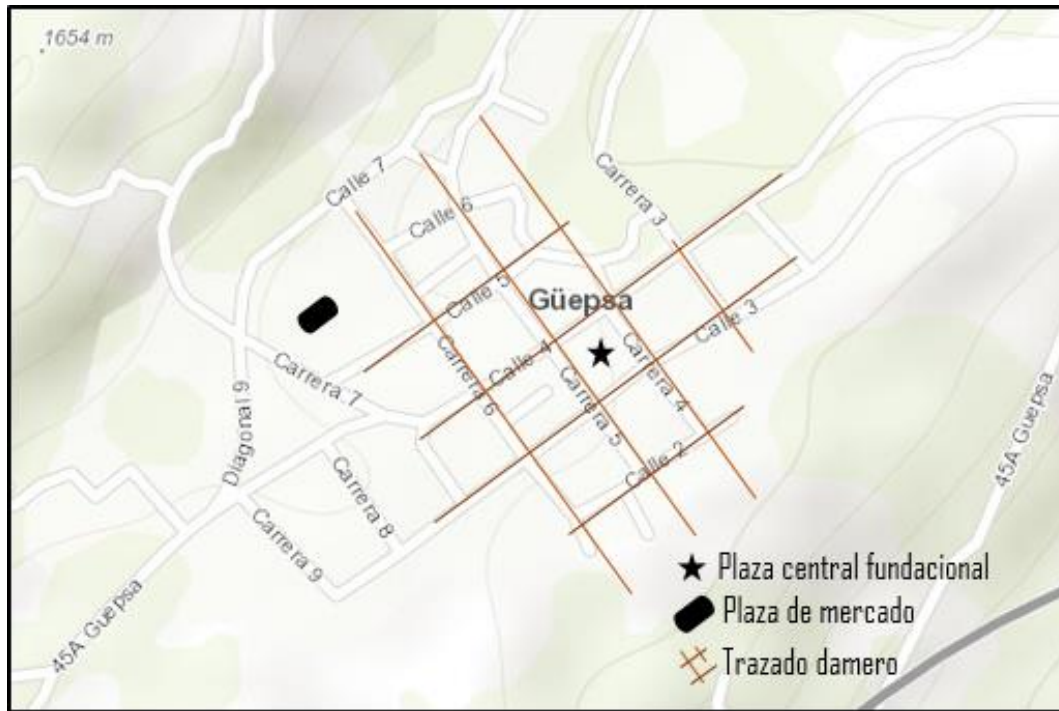 1654 m
Calle 7
Calle 6
Carrera 3
Calle 5
Güepsa
Calle 3
Calle 4
Carrera 6
Carrera 4
Carrera 7
Carrera 5
Diagonal 9
Calle 2
45A Guepsa
Carrera 8
Carrera 9
45A Guepsa
Plaza central fundacional
Plaza de mercado
Trazado damero